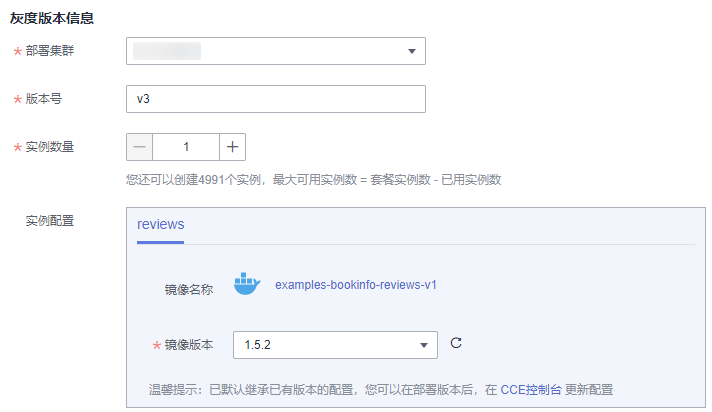 灰度版本信息
* 部署集群
* 版本号 v3
* 实例数量 — 1 +
您还可以创建4991个实例，最大可用实例数 = 套餐实例数 - 已用实例数
实例配置 reviews
镜像名称 examples-bookinfo-reviews-v1
* 镜像版本 1.5.2
温馨提示：已默认继承已有版本的配置，您可以在部署版本后，在 CCE控制台 更新配置